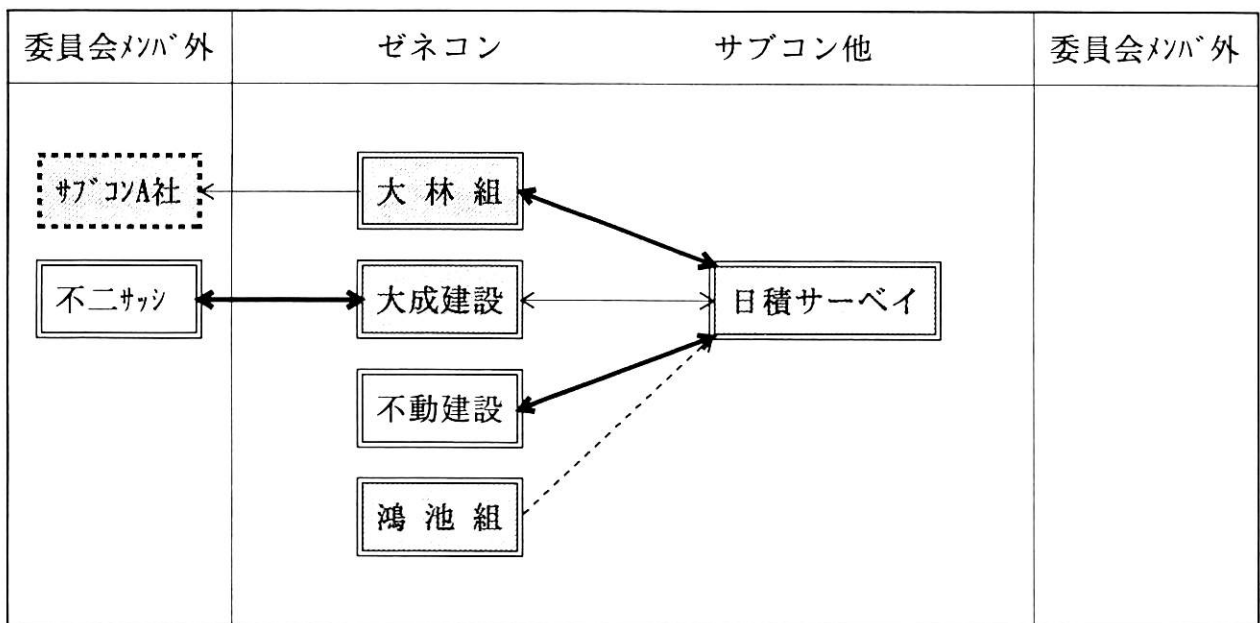 委員会ﾒﾝﾊﾞ外 ゼネコン サブコン他 委員会ﾒﾝﾊﾞ外
ｻﾌﾞｺﾝA社 大 林 組
不二ｻｯｼ 大成建設 日積サーベイ
不動建設
鴻 池 組